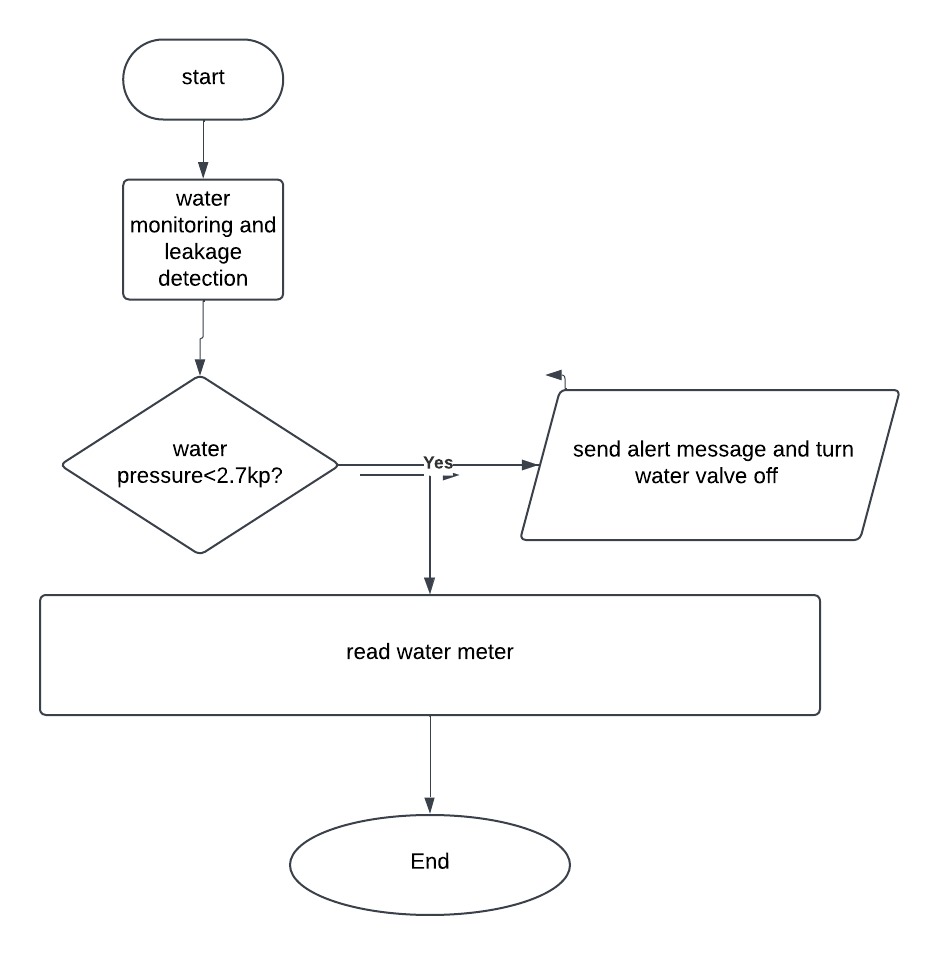 start
water
monitoring and
leakage
detection
water
pressure<2.7kp?
Yes
send alert message and turn
water valve off
read water meter
End